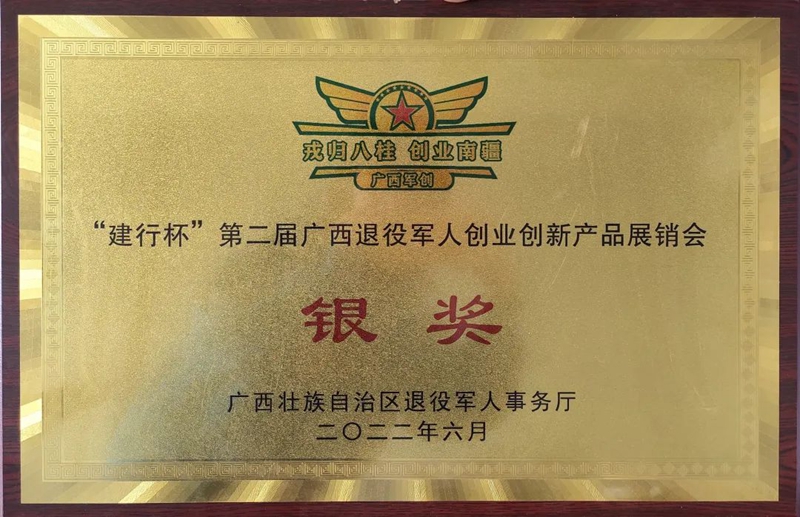 戎归八桂 创业南疆
广西军创
“建行杯”第二届广西退役军人创业创新产品展销会
银 奖
广西壮族自治区退役军人事务厅
二〇二二年六月